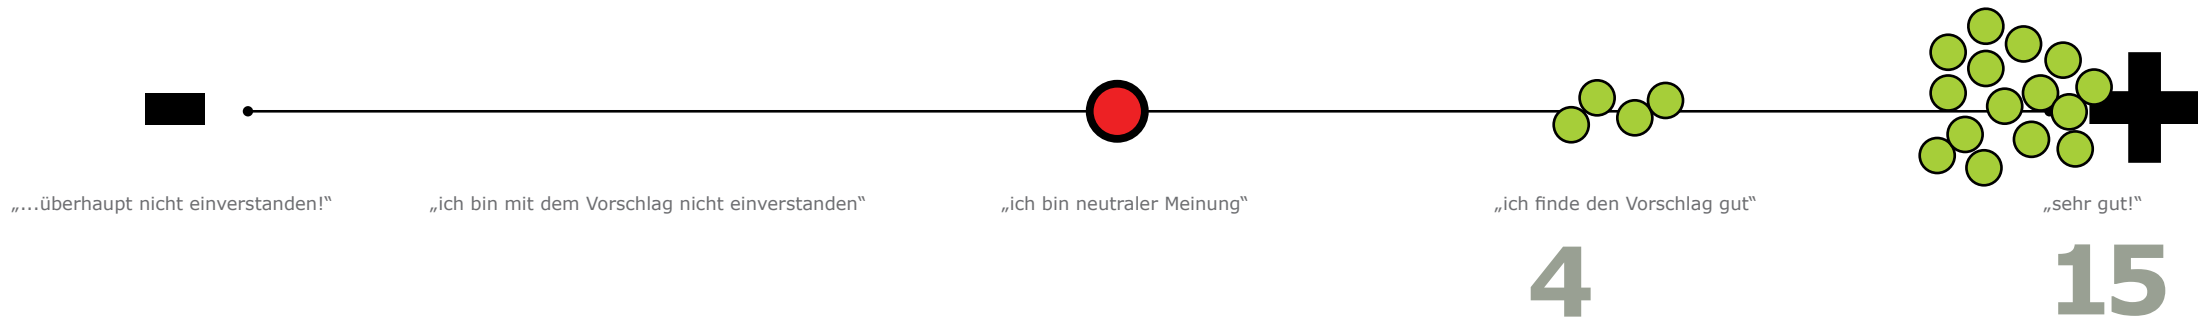 „...überhaupt nicht einverstanden!“
„ich bin mit dem Vorschlag nicht einverstanden“
„ich bin neutraler Meinung“
„ich finde den Vorschlag gut“
„sehr gut!“
4
15